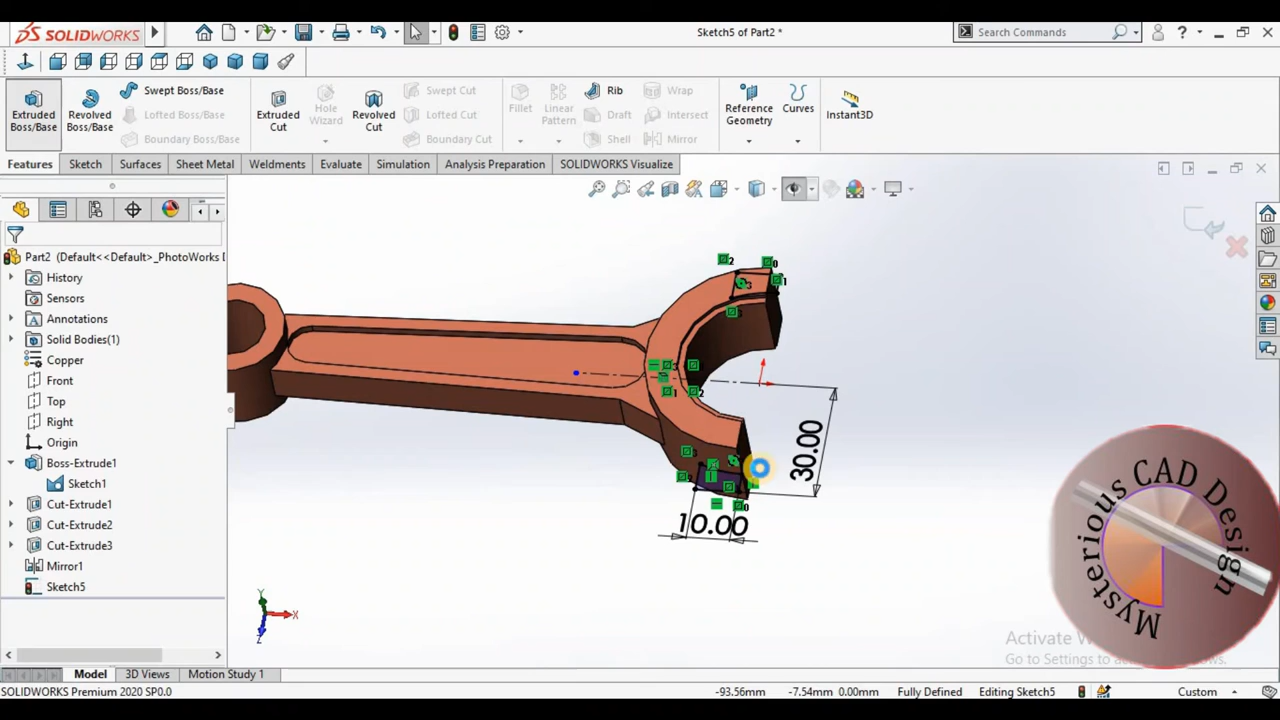 SOLIDWORKS
Sketch5 of Part2 *
Search Commands
Extruded Boss/Base
Revolved Boss/Base
Swept Boss/Base
Lofted Boss/Base
Boundary Boss/Base
Extruded Cut
Hole Wizard
Revolved Cut
Swept Cut
Lofted Cut
Boundary Cut
Fillet
Linear Pattern
Rib
Draft
Shell
Wrap
Intersect
Mirror
Reference Geometry
Curves
Instant3D
Features
Sketch
Surfaces
Sheet Metal
Weldments
Evaluate
Simulation
Analysis Preparation
SOLIDWORKS Visualize
Part2 (Default<<Default>_PhotoWorks D
History
Sensors
Annotations
Solid Bodies(1)
Copper
Front
Top
Right
Origin
Boss-Extrude1
Sketch1
Cut-Extrude1
Cut-Extrude2
Cut-Extrude3
Mirror1
Sketch5
30.00
10.00
Y
X
Z
Mysterious CAD Design
Activate W
Go to Settings to a
Model
3D Views
Motion Study 1
SOLIDWORKS Premium 2020 SP0.0
-93.56mm
-7.54mm
0.00mm
Fully Defined
Editing Sketch5
Custom